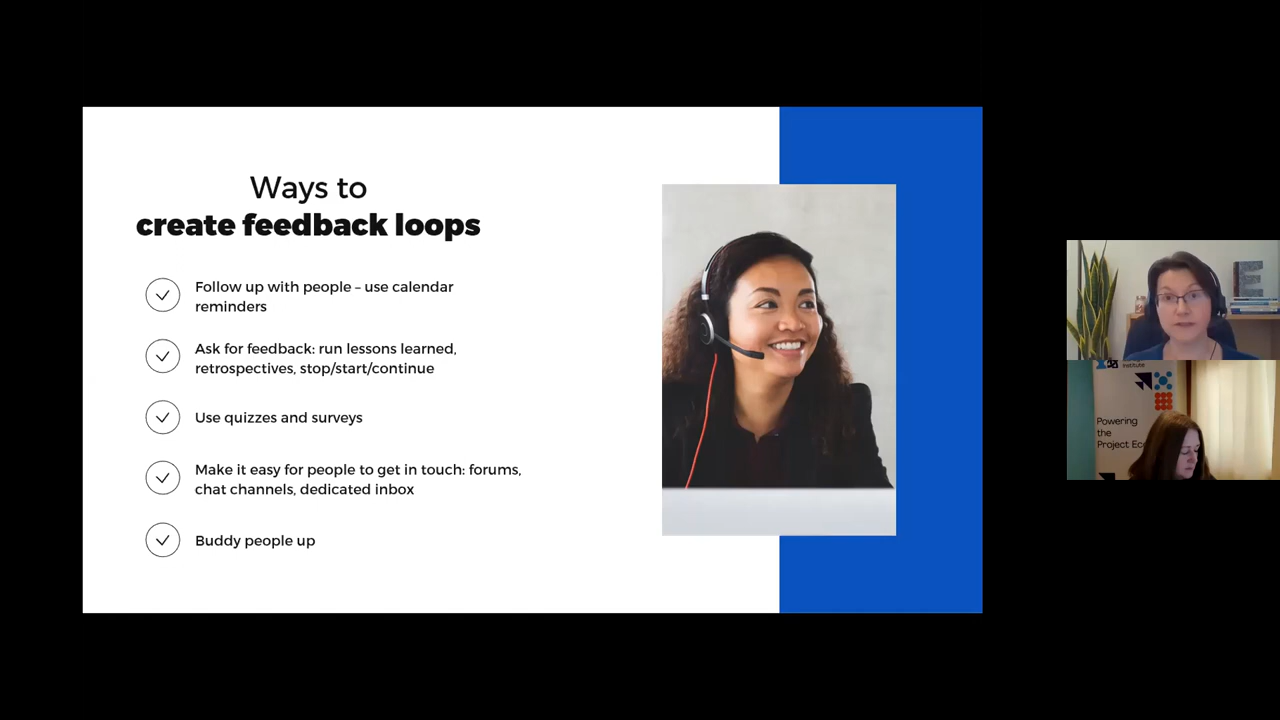 Ways to
create feedback loops
Follow up with people – use calendar
reminders
Ask for feedback: run lessons learned,
retrospectives, stop/start/continue
Use quizzes and surveys
Make it easy for people to get in touch: forums,
chat channels, dedicated inbox
Buddy people up
E
Institute
Powering
the
Project